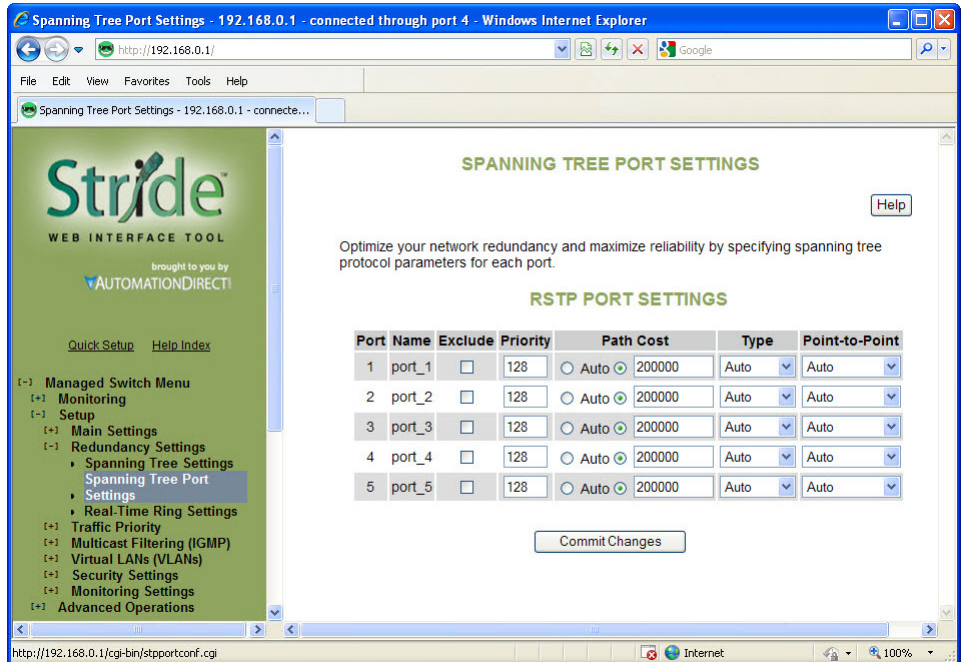 Spanning Tree Port Settings - 192.168.0.1 - connected through port 4 - Windows Internet Explorer
http://192.168.0.1/
Google
File Edit View Favorites Tools Help
Spanning Tree Port Settings - 192.168.0.1 - connecte...
Stride™
WEB INTERFACE TOOL
brought to you by
AUTOMATIONDIRECT
Quick Setup Help Index
[-] Managed Switch Menu
[+] Monitoring
[-] Setup
[+] Main Settings
[-] Redundancy Settings
Spanning Tree Settings
Spanning Tree Port
Settings
Real-Time Ring Settings
[+] Traffic Priority
[+] Multicast Filtering (IGMP)
[+] Virtual LANs (VLANs)
[+] Security Settings
[+] Monitoring Settings
[+] Advanced Operations
SPANNING TREE PORT SETTINGS
Help
Optimize your network redundancy and maximize reliability by specifying spanning tree
protocol parameters for each port.
RSTP PORT SETTINGS
Port Name Exclude Priority Path Cost Type Point-to-Point
1 port_1 128 Auto 200000 Auto Auto
2 port_2 128 Auto 200000 Auto Auto
3 port_3 128 Auto 200000 Auto Auto
4 port_4 128 Auto 200000 Auto Auto
5 port_5 128 Auto 200000 Auto Auto
Commit Changes
http://192.168.0.1/cgi-bin/stpportconf.cgi Internet 100%